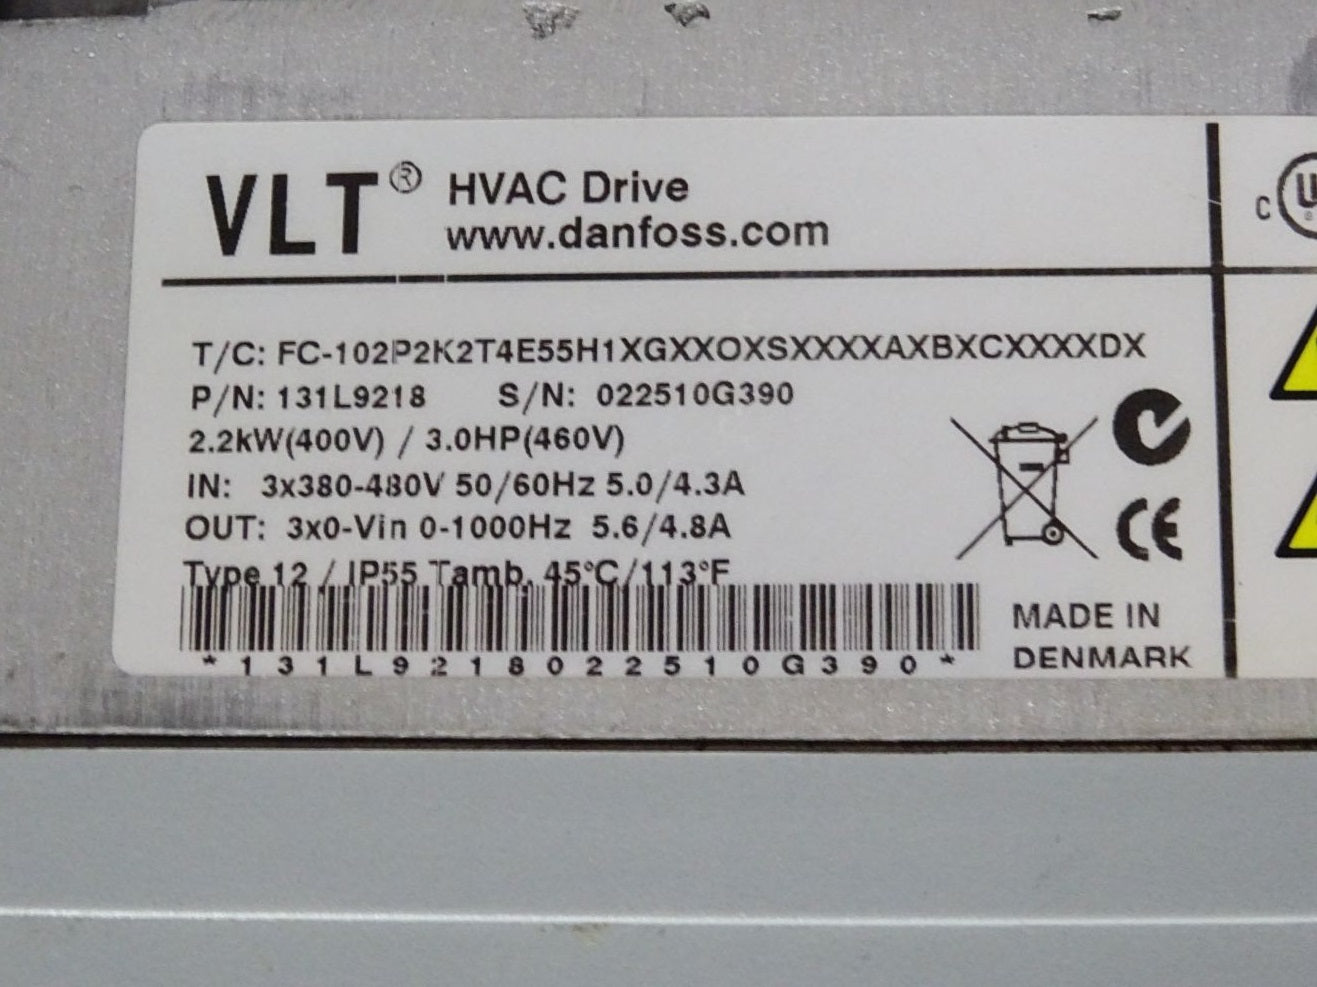 VLT® HVAC Drive
www.danfoss.com
T/C: FC-102P2K2T4E55H1XGXXOXSXXXXAXBXCXXXXDX
P/N: 131L9218 S/N: 022510G390
2.2kW(400V) / 3.0HP(460V)
IN: 3x380-480V 50/60Hz 5.0/4.3A
OUT: 3x0-Vin 0-1000Hz 5.6/4.8A
Type 12 / IP55 Tamb. 45°C/113°F
*131L9218022510G390*
MADE IN
DENMARK
CE
C